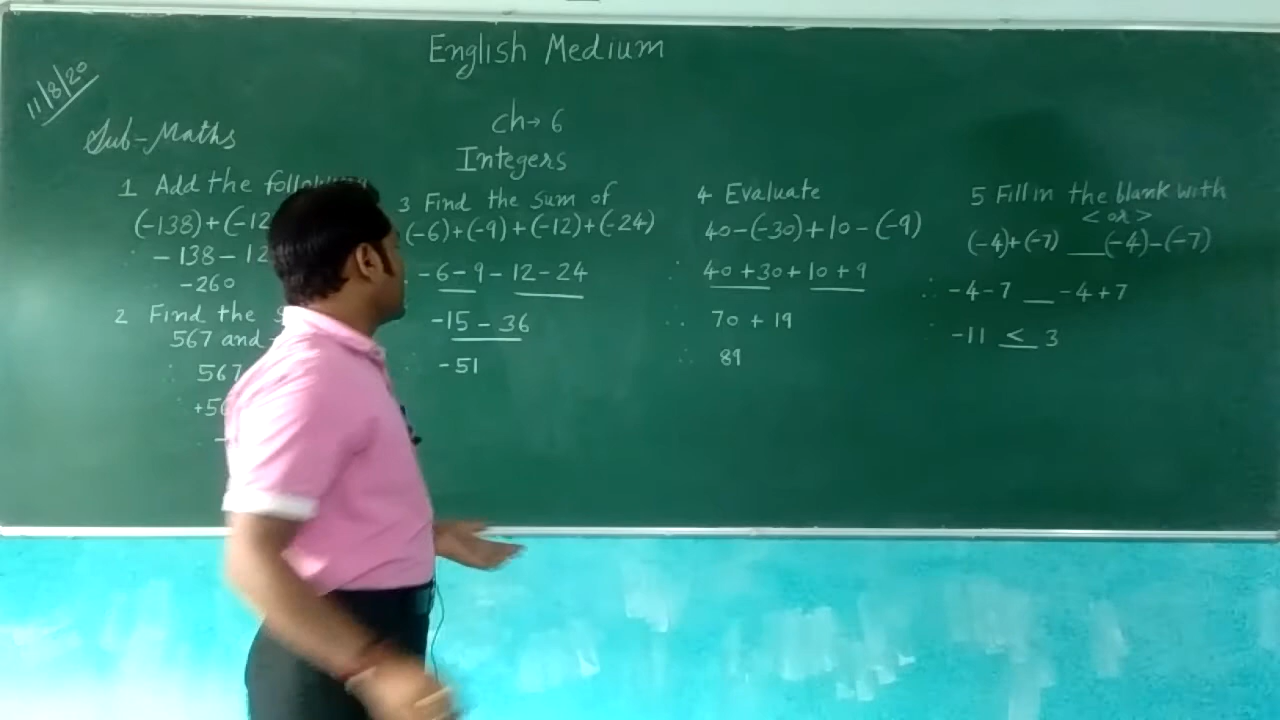 English Medium
11/8/20
Sub-Maths
ch→ 6
Integers
1 Add the following
(-138)+(-12
∴ -138-12
-260
2 Find the
567 and
∴ 567
∴ +56
3 Find the sum of
(-6)+(-9)+(-12)+(-24)
∴ -6-9-12-24
∴ -15-36
∴ -51
4 Evaluate
40-(-30)+10-(-9)
∴ 40+30+10+9
∴ 70+19
∴ 89
5 Fill in the blank with
< or >
(-4)+(-7) __ (-4)-(-7)
∴ -4-7 __ -4+7
∴ -11 < 3